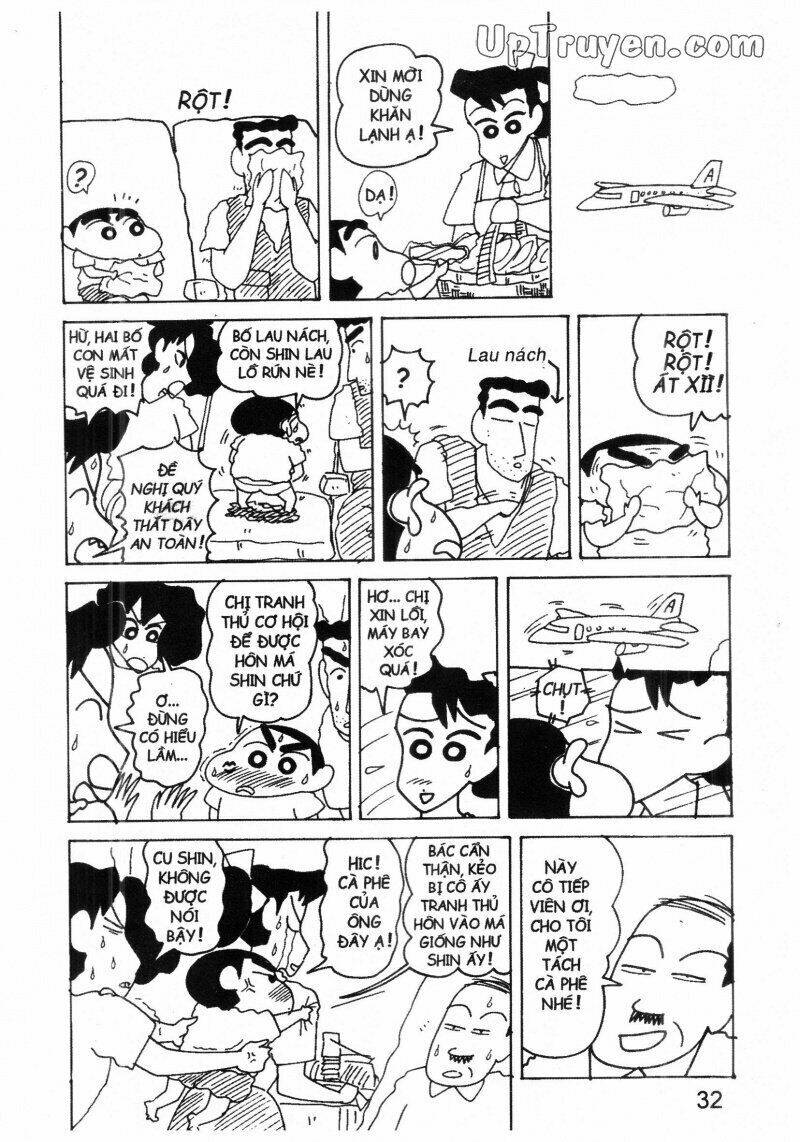 UpTruyen.com
A
XIN MỜI
DÙNG
KHĂN
LẠNH Ạ!
DẠ!
RỘT!
?
RỘT!
RỘT!
ÁT XÌ!
Lau nách
?
BỐ LAU NÁCH,
CÒN SHIN LAU
LỖ RÚN NÈ!
HỪ, HAI BỐ
CON MẤT
VỆ SINH
QUÁ ĐI!
ĐỀ
NGHỊ QUÝ
KHÁCH
THẮT DÂY
AN TOÀN!
A
CHỤT
!
HƠ... CHỊ
XIN LỖI,
MÁY BAY
XÓC
QUÁ!
CHỊ TRANH
THỦ CƠ HỘI
ĐỂ ĐƯỢC
HÔN MÁ
SHIN CHỨ
GÌ?
Ơ...
ĐỪNG
CÓ HIỂU
LẦM...
NÀY
CÔ TIẾP
VIÊN ƠI,
CHO TÔI
MỘT
TÁCH
CÀ PHÊ
NHÉ!
BÁC CẨN
THẬN, KẺO
BỊ CÔ ẤY
TRANH THỦ
HÔN VÀO MÁ
GIỐNG NHƯ
SHIN ẤY!
HIC!
CÀ PHÊ
CỦA
ÔNG
ĐÂY Ạ!
CU SHIN,
KHÔNG
ĐƯỢC
NÓI
BẬY!
32